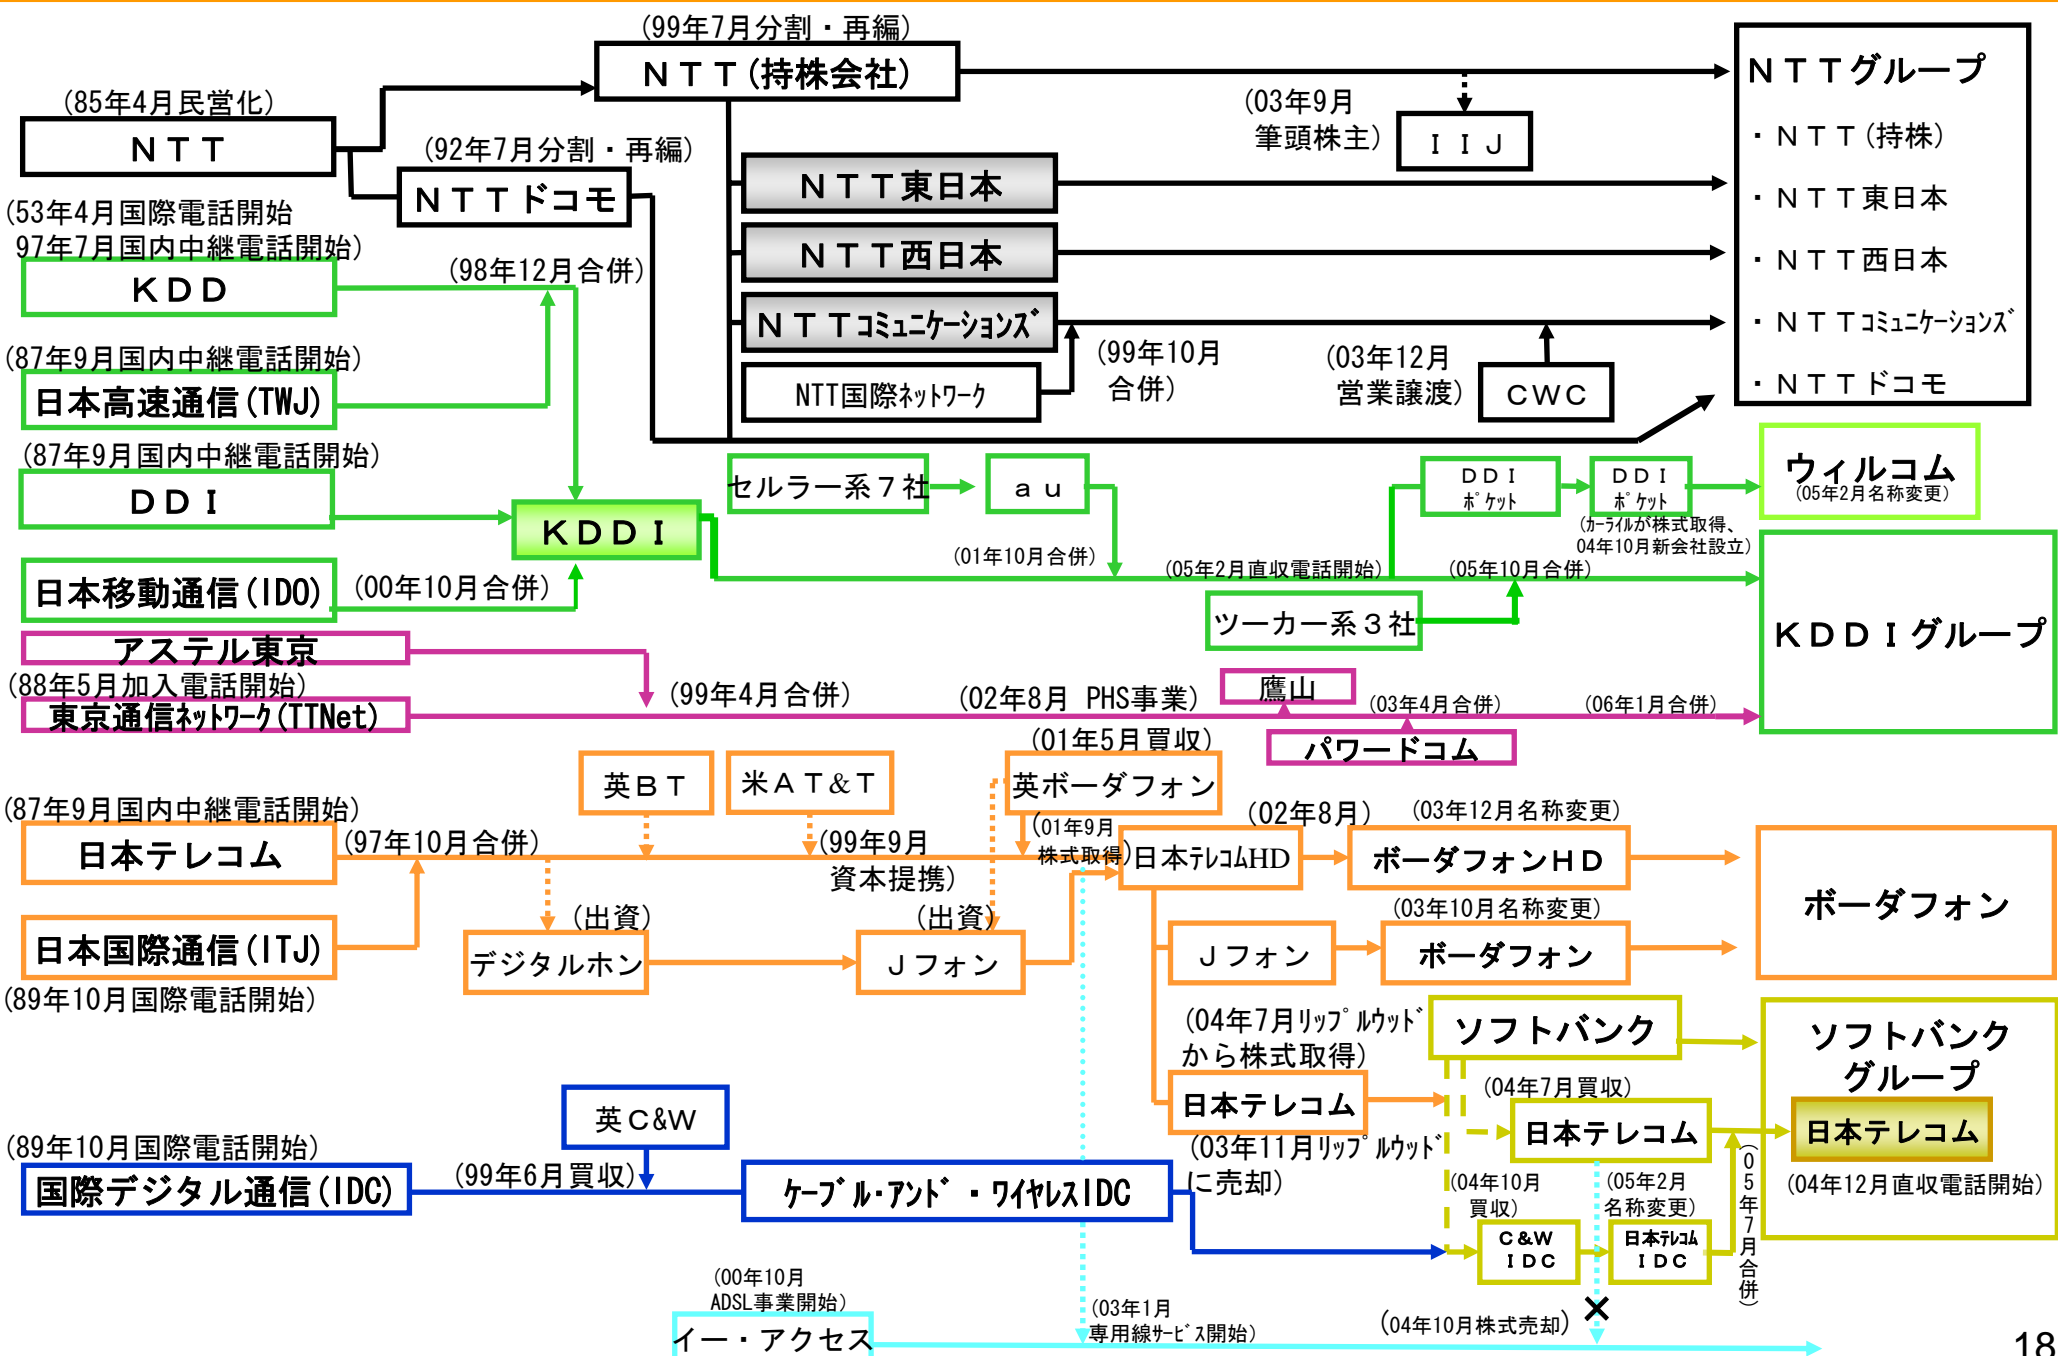 (99年7月分割・再編)
ＮＴＴ(持株会社)
ＮＴＴグループ
・ＮＴＴ(持株)
・ＮＴＴ東日本
・ＮＴＴ西日本
・ＮＴＴｺﾐｭﾆｹｰｼｮﾝｽﾞ
・ＮＴＴドコモ
(85年4月民営化)
ＮＴＴ
(92年7月分割・再編)
ＮＴＴドコモ
(03年9月
筆頭株主)
ＩＩＪ
ＮＴＴ東日本
ＮＴＴ西日本
ＮＴＴｺﾐｭﾆｹｰｼｮﾝｽﾞ
NTT国際ﾈｯﾄﾜｰｸ
(99年10月
合併)
(03年12月
営業譲渡)
ＣＷＣ
(53年4月国際電話開始
97年7月国内中継電話開始)
ＫＤＤ
(98年12月合併)
(87年9月国内中継電話開始)
日本高速通信(TWJ)
(87年9月国内中継電話開始)
ＤＤＩ
ＫＤＤＩ
日本移動通信(IDO)
(00年10月合併)
セルラー系７社
ａｕ
(01年10月合併)
(05年2月直収電話開始)
ＤＤＩ
ﾎﾟｹｯﾄ
ＤＤＩ
ﾎﾟｹｯﾄ
(ｶｰﾗｲﾙが株式取得、
04年10月新会社設立)
ウィルコム
(05年2月名称変更)
(05年10月合併)
ツーカー系３社
ＫＤＤＩグループ
アステル東京
(88年5月加入電話開始)
東京通信ﾈｯﾄﾜｰｸ(TTNet)
(99年4月合併)
(02年8月 PHS事業)
鷹山
(03年4月合併)
パワードコム
(06年1月合併)
(01年5月買収)
英ＢＴ
米ＡＴ&Ｔ
英ボーダフォン
(87年9月国内中継電話開始)
日本テレコム
(97年10月合併)
(99年9月
資本提携)
(01年9月
株式取得)
日本ﾃﾚｺﾑHD
(02年8月)
(03年12月名称変更)
ボーダフォンＨＤ
ボーダフォン
日本国際通信(ITJ)
(89年10月国際電話開始)
(出資)
デジタルホン
(出資)
Ｊフォン
Ｊフォン
(03年10月名称変更)
ボーダフォン
(04年7月ﾘｯﾌﾟﾙｳｯﾄﾞ
から株式取得)
日本テレコム
(03年11月ﾘｯﾌﾟﾙｳｯﾄﾞ
に売却)
ソフトバンク
(04年7月買収)
日本テレコム
ソフトバンク
グループ
日本テレコム
(04年12月直収電話開始)
英Ｃ&Ｗ
(89年10月国際電話開始)
国際デジタル通信(IDC)
(99年6月買収)
ｹｰﾌﾞﾙ･ｱﾝﾄﾞ・ﾜｲﾔﾚｽIDC
(04年10月
買収)
Ｃ&Ｗ
ＩＤＣ
(05年2月
名称変更)
日本ﾃﾚｺﾑ
ＩＤＣ
(05年7月合併)
(00年10月
ADSL事業開始)
イー・アクセス
(03年1月
専用線ｻｰﾋﾞｽ開始)
(04年10月株式売却)
18